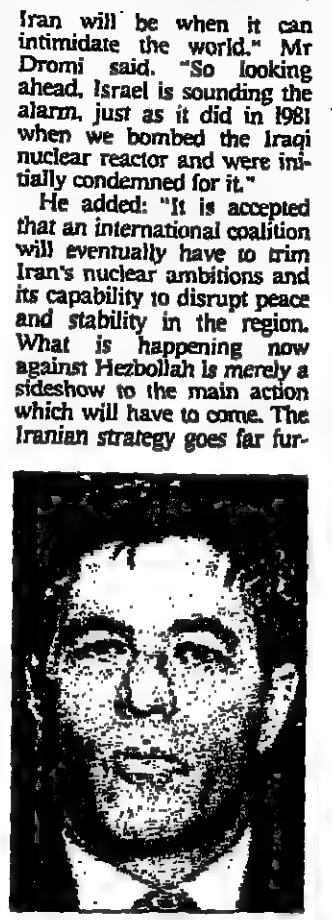 Iran will be when it can
intimidate the world." Mr
Dromi said. "So looking
ahead, Israel is sounding the
alarm, just as it did in 1981
when we bombed the Iraqi
nuclear reactor and were ini-
tially condemned for it."
He added: "It is accepted
that an international coalition
will eventually have to trim
Iran's nuclear ambitions and
its capability to disrupt peace
and stability in the region.
What is happening now
against Hezbollah is merely a
sideshow to the main action
which will have to come. The
Iranian strategy goes far fur-